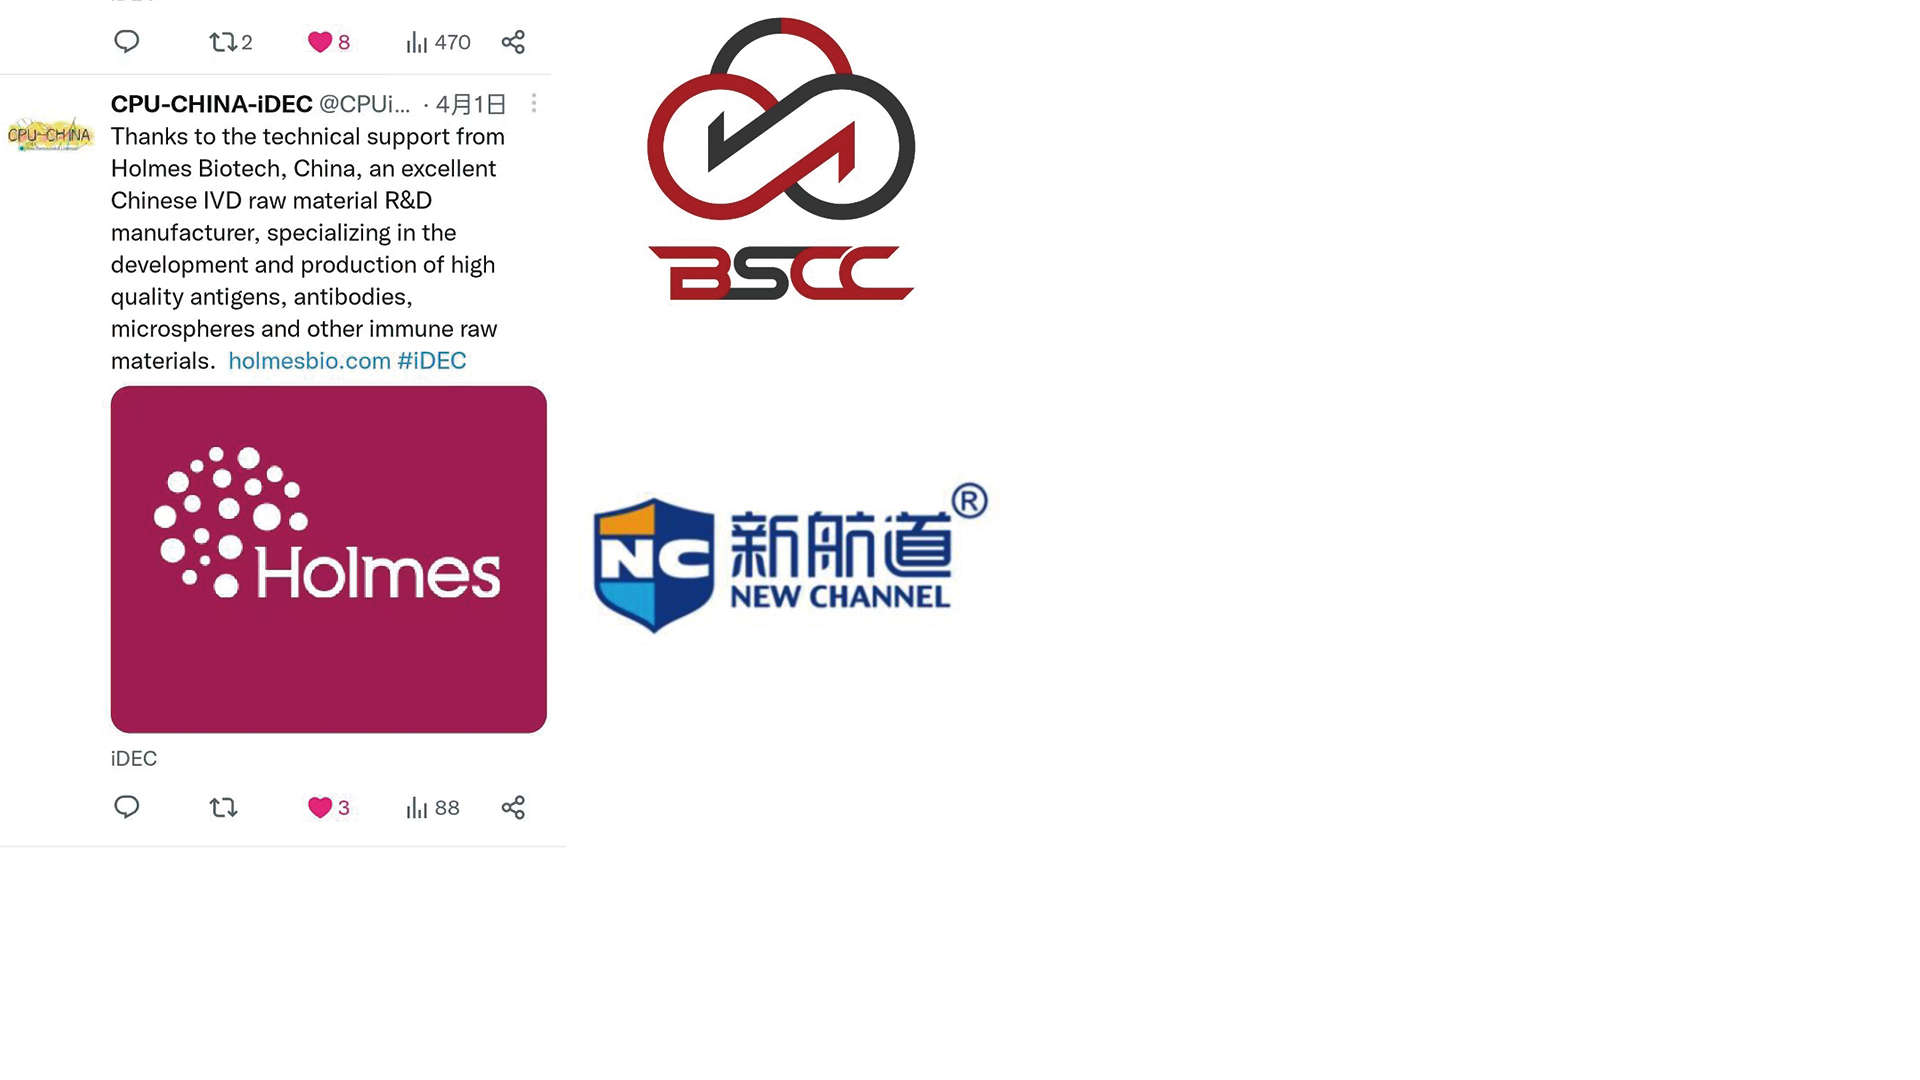 2 8 470
CPU-CHINA-iDEC @CPUi... · 4月1日
CPU-CHINA
Thanks to the technical support from
Holmes Biotech, China, an excellent
Chinese IVD raw material R&D
manufacturer, specializing in the
development and production of high
quality antigens, antibodies,
microspheres and other immune raw
materials. holmesbio.com #iDEC
Holmes
iDEC
3 88
BSCC
NC 新航道 ®
NEW CHANNEL